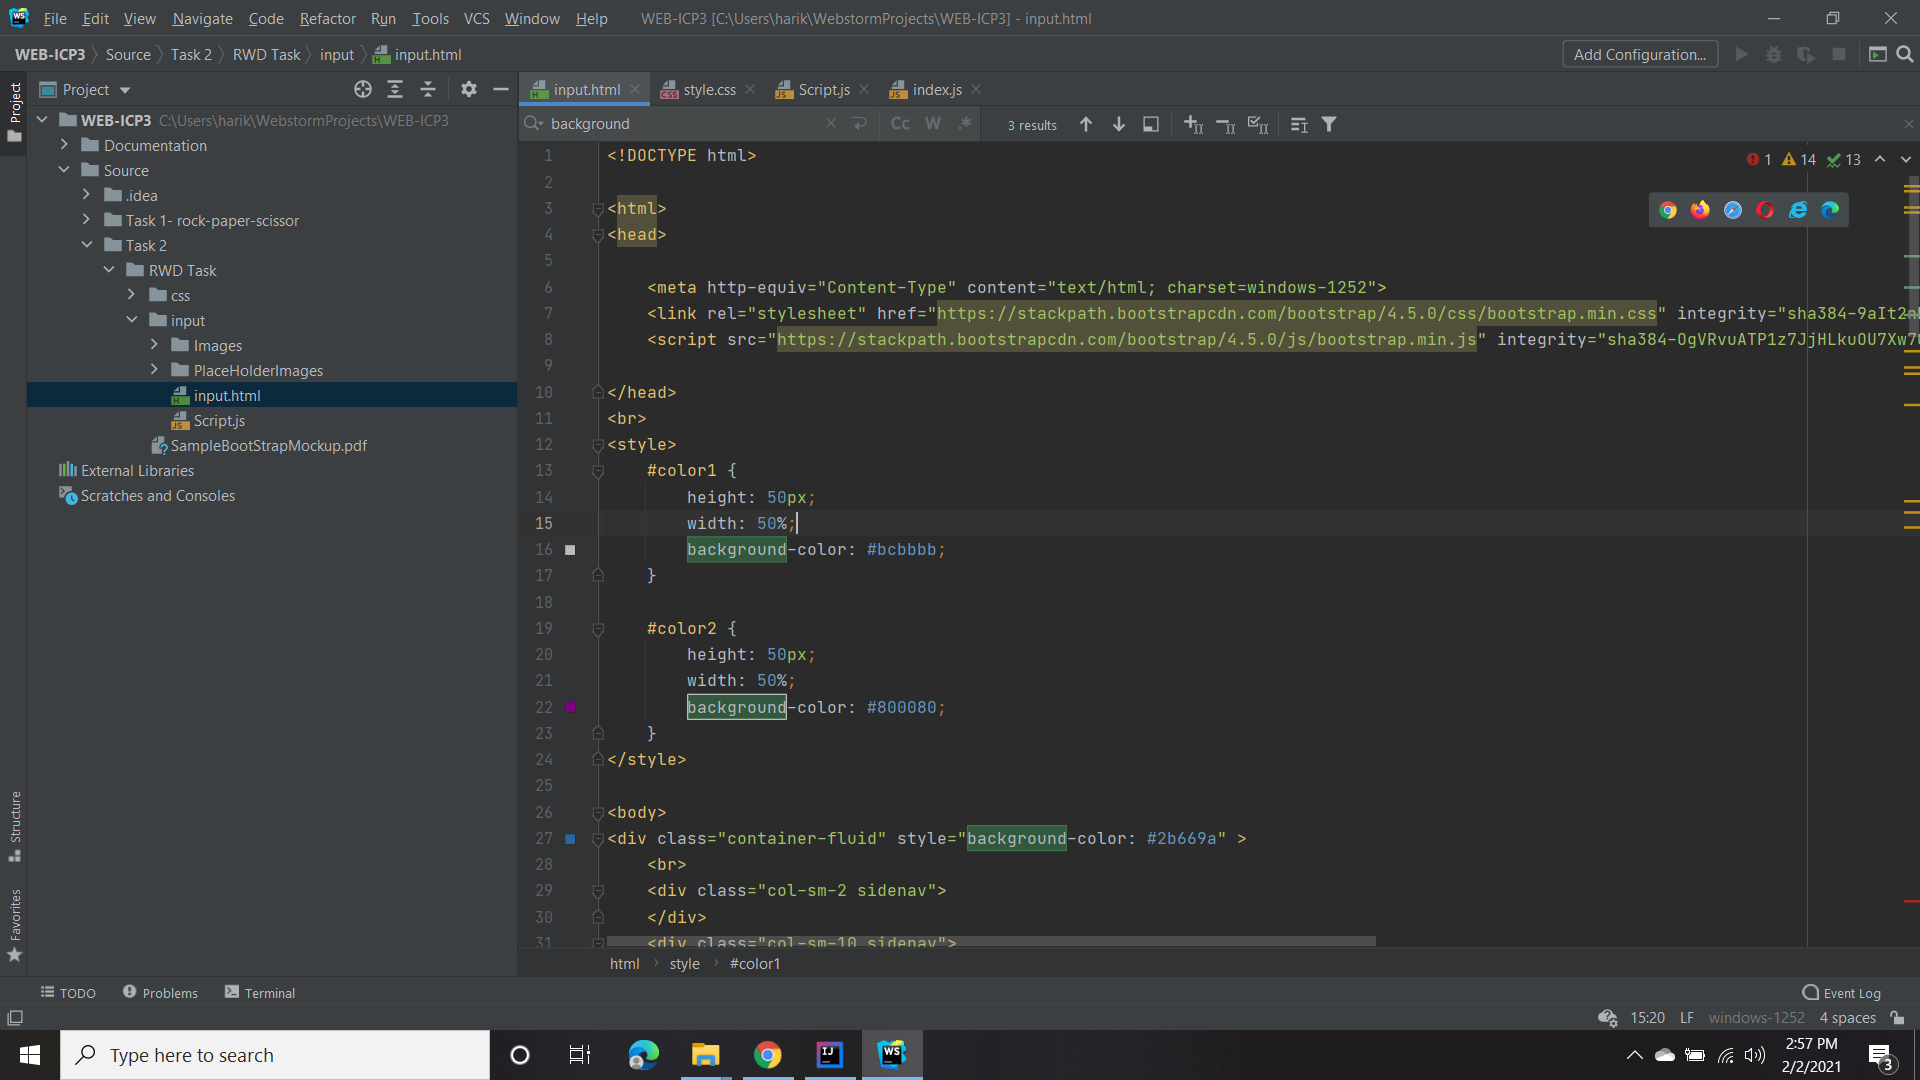 File Edit View Navigate Code Refactor Run Tools VCS Window Help WEB-ICP3 [C:\Users\harik\WebstormProjects\WEB-ICP3] - input.html
WEB-ICP3 Source Task 2 RWD Task input input.html Add Configuration...
Project
Project
WEB-ICP3 C:\Users\harik\WebstormProjects\WEB-ICP3
Documentation
Source
.idea
Task 1- rock-paper-scissor
Task 2
RWD Task
css
input
Images
PlaceHolderImages
input.html
Script.js
SampleBootStrapMockup.pdf
External Libraries
Scratches and Consoles
Structure
Favorites
input.html style.css Script.js index.js
background Cc W .* 3 results
1 14 13
1 <!DOCTYPE html>
2
3 <html>
4 <head>
5
6 <meta http-equiv="Content-Type" content="text/html; charset=windows-1252">
7 <link rel="stylesheet" href="https://stackpath.bootstrapcdn.com/bootstrap/4.5.0/css/bootstrap.min.css" integrity="sha384-9aIt2n
8 <script src="https://stackpath.bootstrapcdn.com/bootstrap/4.5.0/js/bootstrap.min.js" integrity="sha384-OgVRvuATP1z7JjHLkuOU7Xw7
9
10 </head>
11 <br>
12 <style>
13 #color1 {
14 height: 50px;
15 width: 50%;
16 background-color: #bcbbbb;
17 }
18
19 #color2 {
20 height: 50px;
21 width: 50%;
22 background-color: #800080;
23 }
24 </style>
25
26 <body>
27 <div class="container-fluid" style="background-color: #2b669a" >
28 <br>
29 <div class="col-sm-2 sidenav">
30 </div>
31 <div class="col-sm-10 sidenav">
html style #color1
TODO Problems Terminal Event Log
15:20 LF windows-1252 4 spaces
Type here to search
2:57 PM
2/2/2021
3